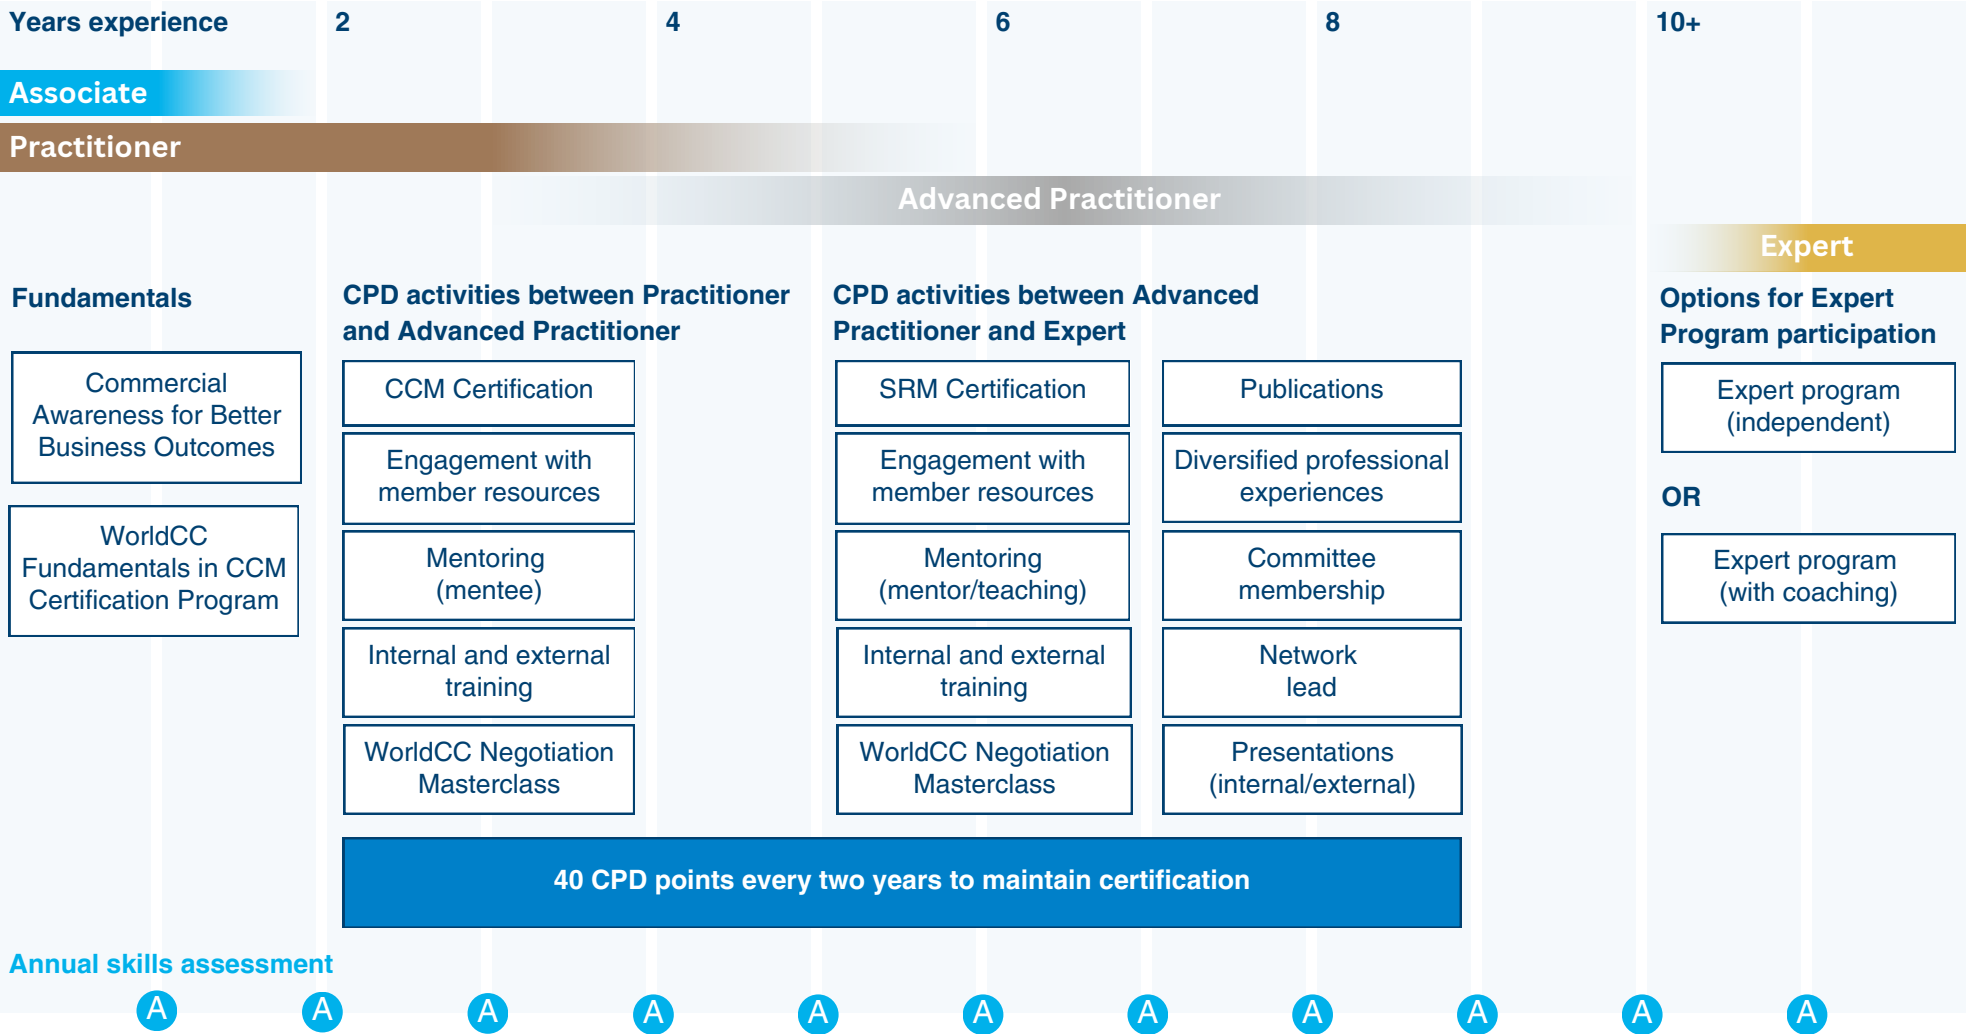 Years experience
2
4
6
8
10+
Associate
Practitioner
Advanced Practitioner
Expert
Fundamentals
Commercial
Awareness for Better
Business Outcomes
WorldCC
Fundamentals in CCM
Certification Program
CPD activities between Practitioner
and Advanced Practitioner
CCM Certification
Engagement with
member resources
Mentoring
(mentee)
Internal and external
training
WorldCC Negotiation
Masterclass
CPD activities between Advanced
Practitioner and Expert
SRM Certification
Engagement with
member resources
Mentoring
(mentor/teaching)
Internal and external
training
WorldCC Negotiation
Masterclass
Publications
Diversified professional
experiences
Committee
membership
Network
lead
Presentations
(internal/external)
Options for Expert
Program participation
Expert program
(independent)
OR
Expert program
(with coaching)
40 CPD points every two years to maintain certification
Annual skills assessment
A
A
A
A
A
A
A
A
A
A
A